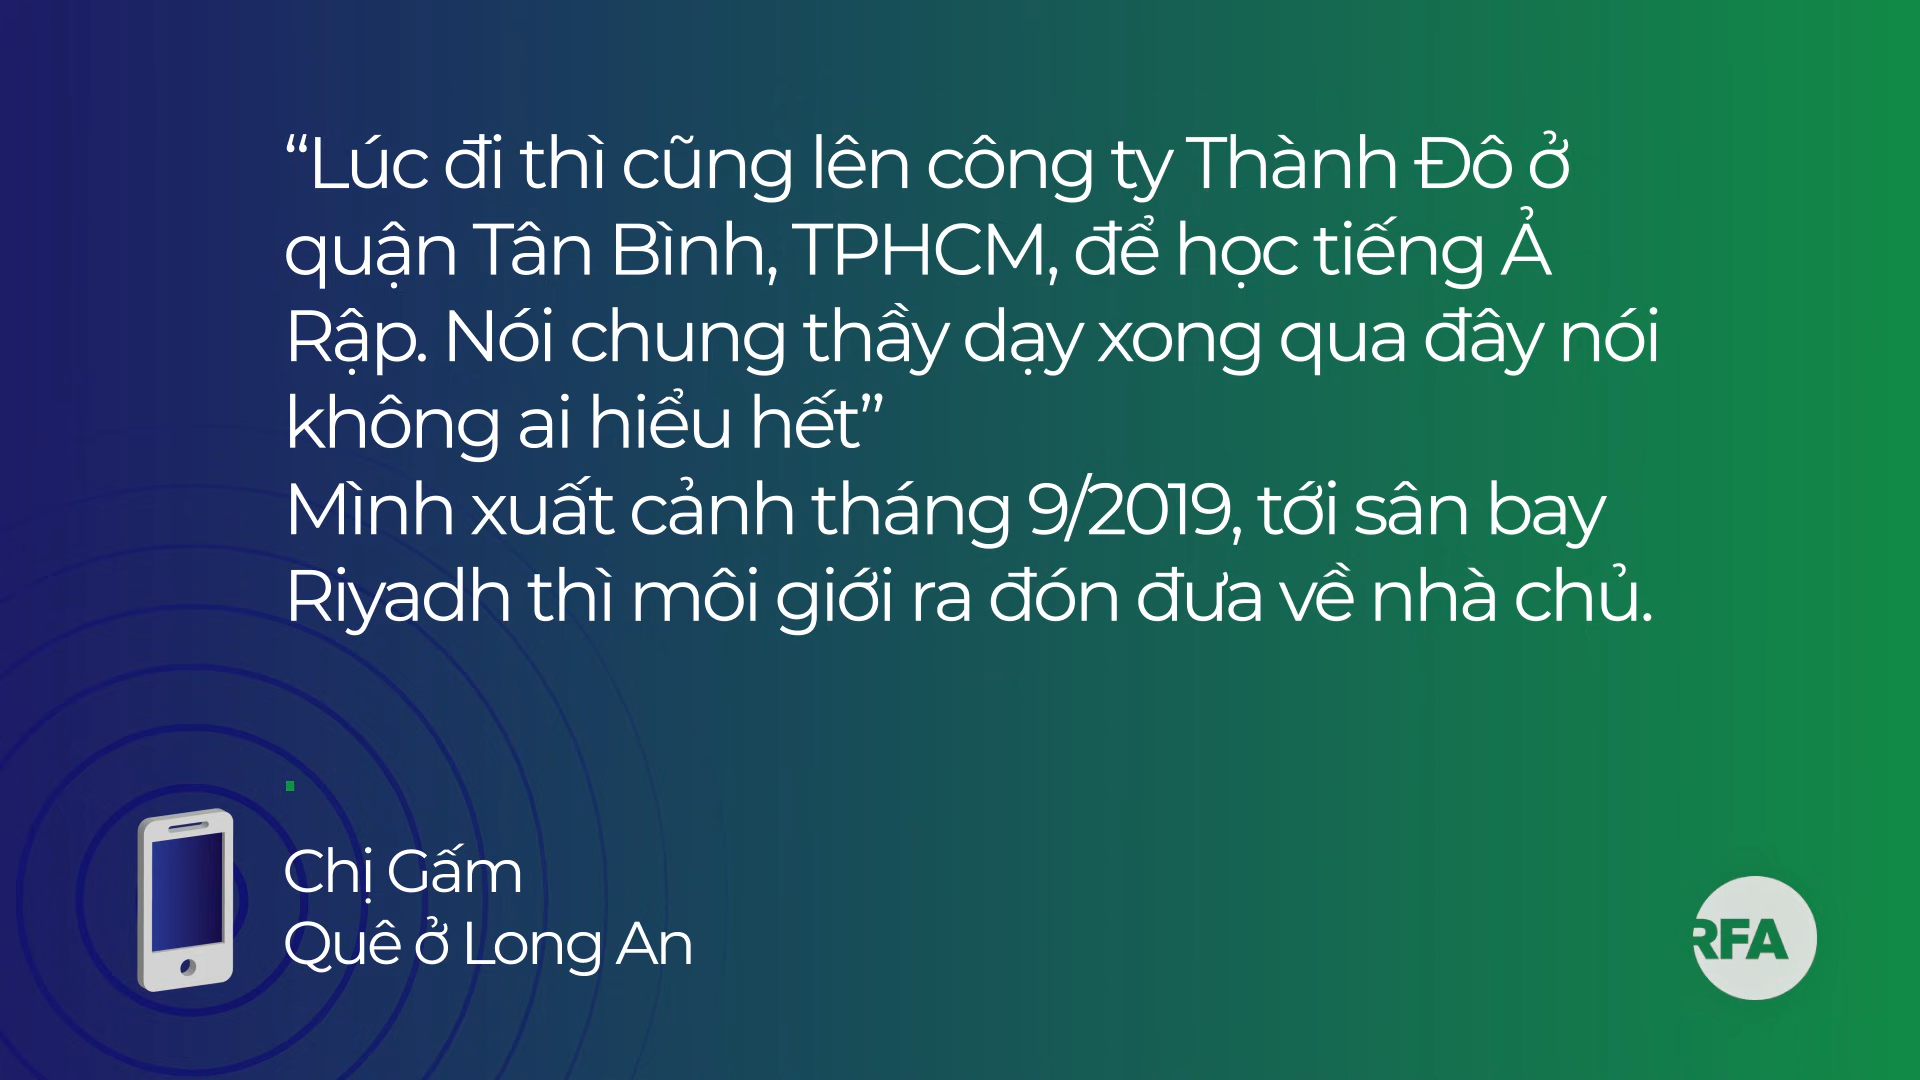 “Lúc đi thì cũng lên công ty Thành Đô ở
quận Tân Bình, TPHCM, để học tiếng Ả
Rập. Nói chung thầy dạy xong qua đây nói
không ai hiểu hết”
Mình xuất cảnh tháng 9/2019, tới sân bay
Riyadh thì môi giới ra đón đưa về nhà chủ.
Chị Gấm
Quê ở Long An
RFA